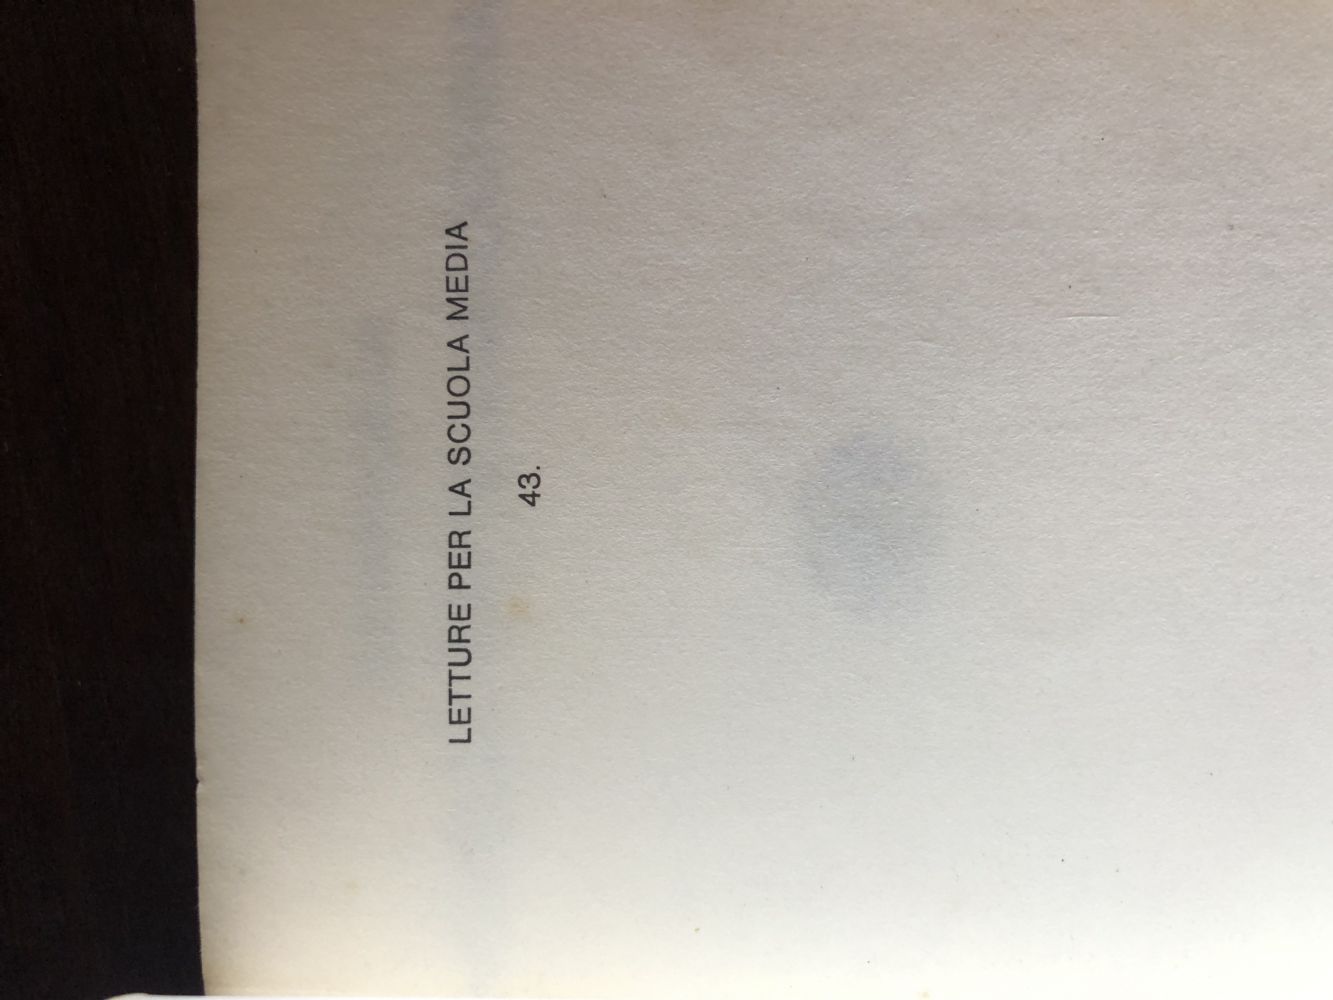 LETTURE PER LA SCUOLA MEDIA
43.